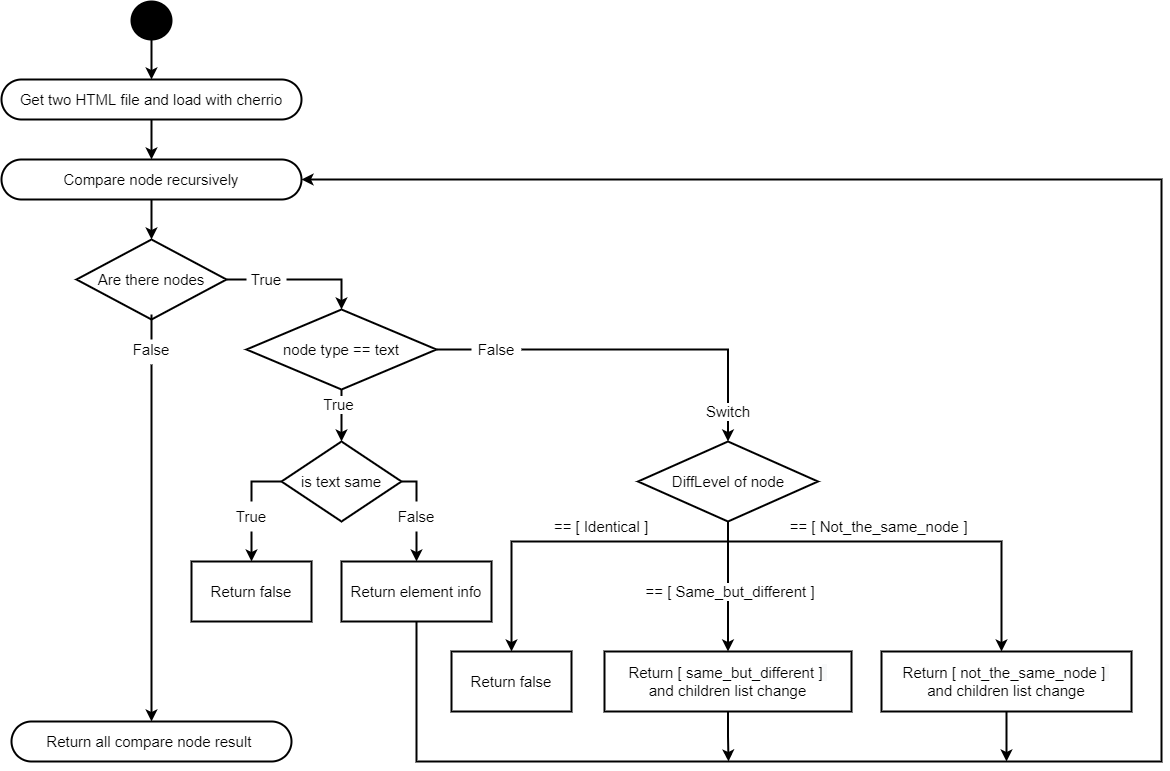 Get two HTML file and load with cherrio
Compare node recursively
Are there nodes
True
False
node type == text
False
True
Switch
is text same
DiffLevel of node
True
False
== [ Identical ]
== [ Not_the_same_node ]
Return false
Return element info
== [ Same_but_different ]
Return false
Return [ same_but_different ]
and children list change
Return [ not_the_same_node ]
and children list change
Return all compare node result